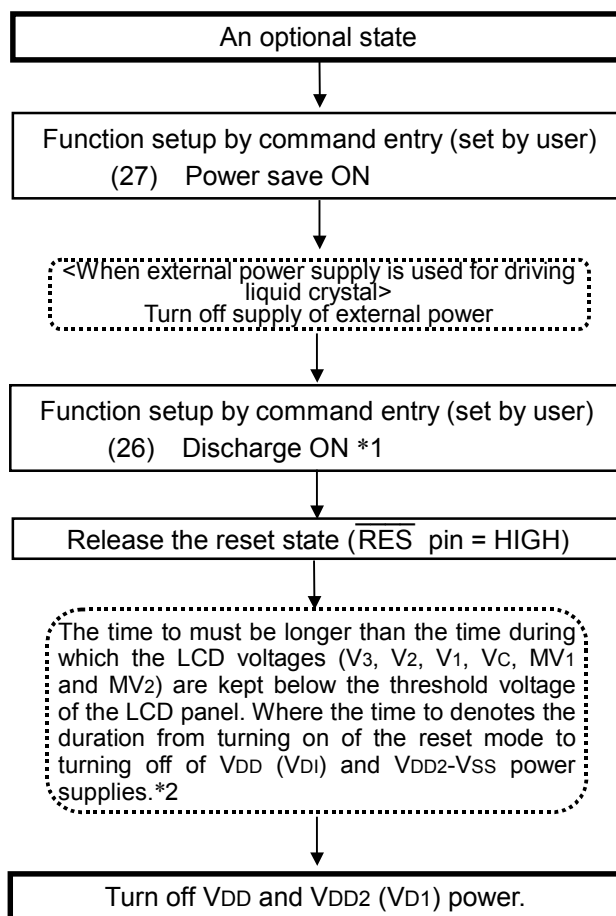 An optional state
Function setup by command entry (set by user)
(27) Power save ON
<When external power supply is used for driving
liquid crystal>
Turn off supply of external power
Function setup by command entry (set by user)
(26) Discharge ON *1
Release the reset state (R̅E̅S̅ pin = HIGH)
The time to must be longer than the time during
which the LCD voltages (V3, V2, V1, VC, MV1
and MV2) are kept below the threshold voltage
of the LCD panel. Where the time to denotes the
duration from turning on of the reset mode to
turning off of VDD (VDI) and VDD2-VSS power
supplies.*2
Turn off VDD and VDD2 (VD1) power.